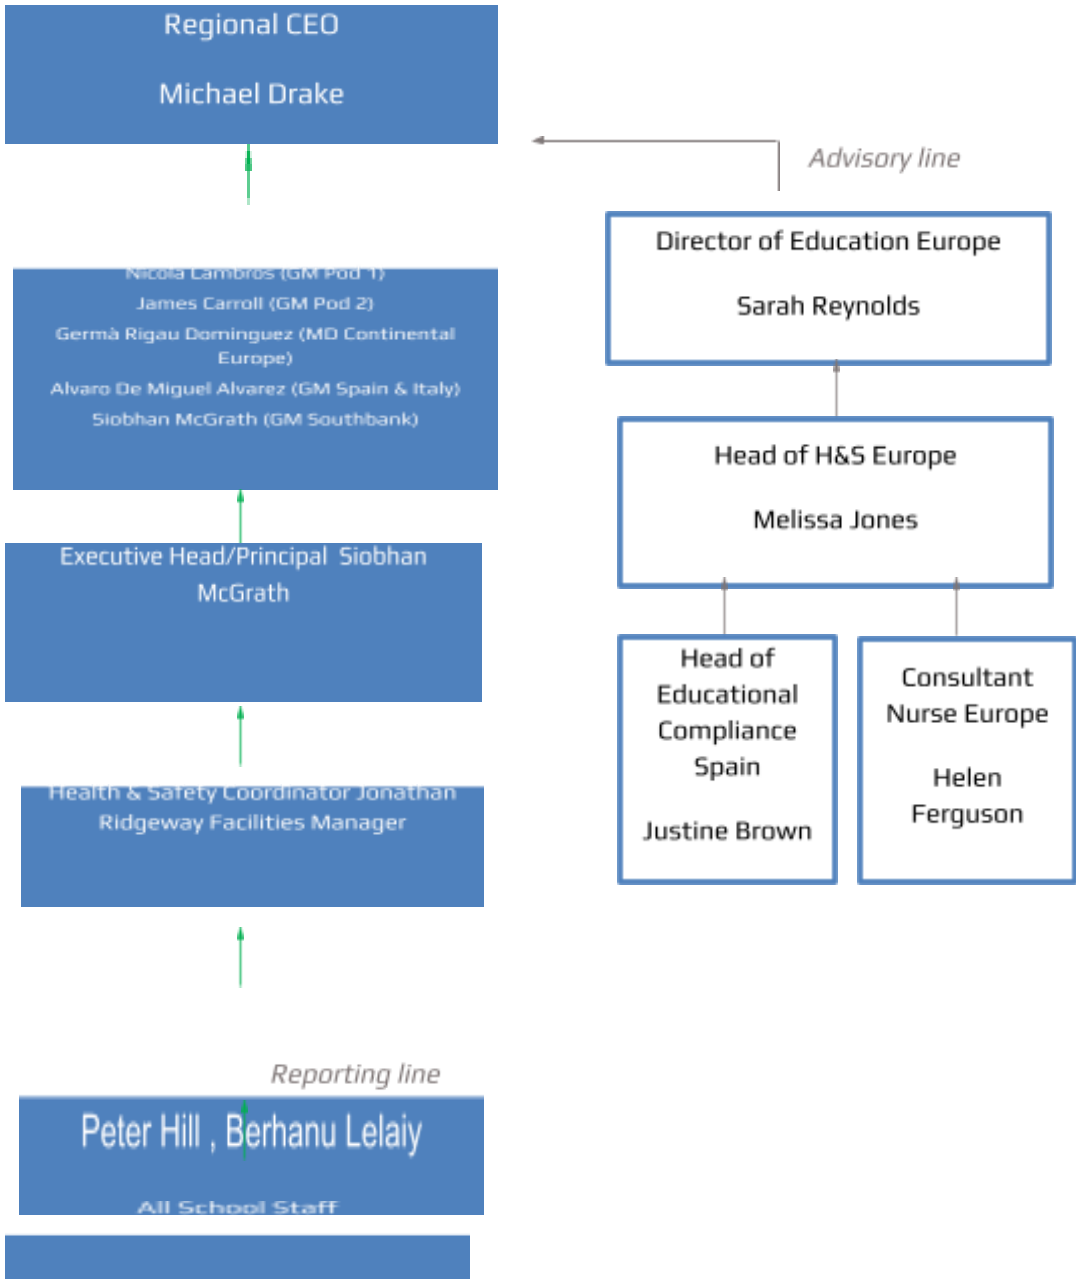 Regional CEO
Michael Drake
Advisory line
Director of Education Europe
Sarah Reynolds
Nicola Lambros (GM Pod 1)
James Carroll (GM Pod 2)
Germà Rigau Dominguez (MD Continental
Europe)
Alvaro De Miguel Alvarez (GM Spain & Italy)
Siobhan McGrath (GM Southbank)
Head of H&S Europe
Melissa Jones
Executive Head/Principal  Siobhan
McGrath
Head of
Educational
Compliance
Spain
Justine Brown
Consultant
Nurse Europe
Helen
Ferguson
Health & Safety Coordinator Jonathan
Ridgeway Facilities Manager
Reporting line
Peter Hill , Berhanu Lelaiy
All School Staff